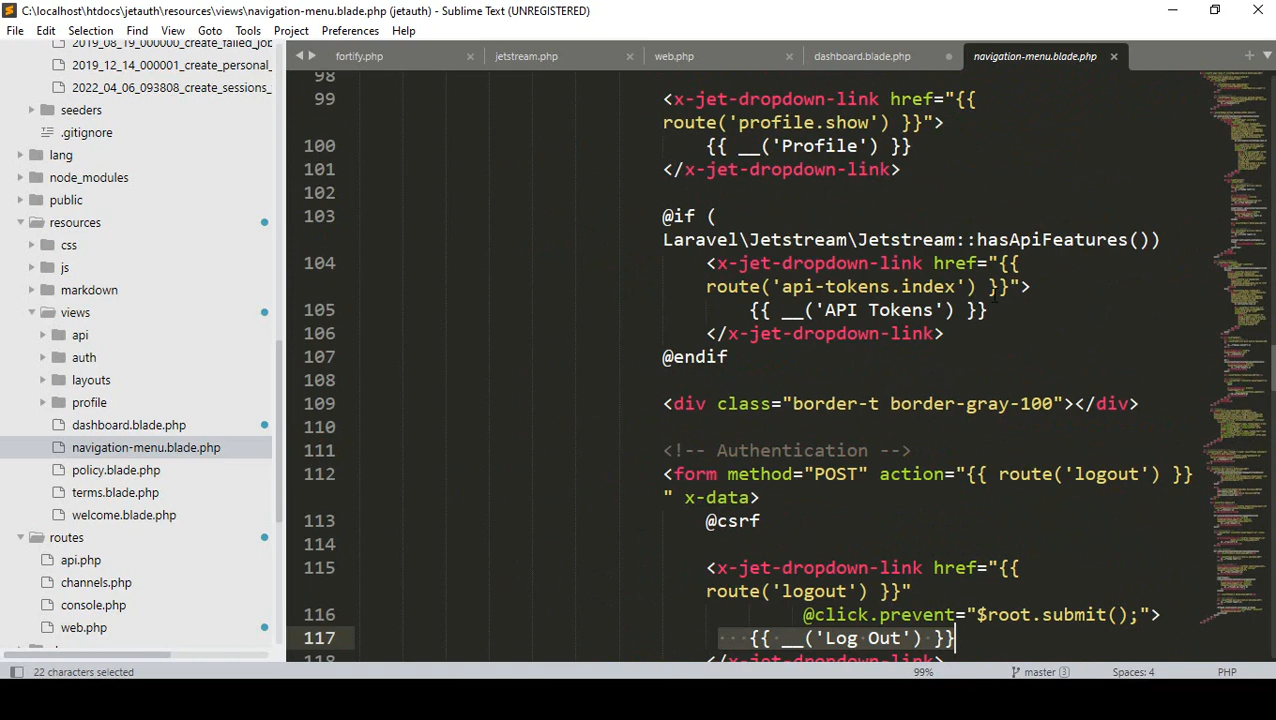 C:\localhost\htdocs\jetauth\resources\views\navigation-menu.blade.php (jetauth) - Sublime Text (UNREGISTERED)
File Edit Selection Find View Goto Tools Project Preferences Help
2019_08_19_000000_create_failed_job
2019_12_14_000001_create_personal_
2022_04_06_093808_create_sessions_
seeders
.gitignore
lang
node_modules
public
resources
css
js
markdown
views
api
auth
layouts
profile
dashboard.blade.php
navigation-menu.blade.php
policy.blade.php
terms.blade.php
welcome.blade.php
routes
api.php
channels.php
console.php
web.php
fortify.php jetstream.php web.php dashboard.blade.php navigation-menu.blade.php
98
99 <x-jet-dropdown-link href="{{
route('profile.show') }}">
100 {{ __('Profile') }}
101 </x-jet-dropdown-link>
102
103 @if (
Laravel\Jetstream\Jetstream::hasApiFeatures())
104 <x-jet-dropdown-link href="{{
route('api-tokens.index') }}">
105 {{ __('API Tokens') }}
106 </x-jet-dropdown-link>
107 @endif
108
109 <div class="border-t border-gray-100"></div>
110
111 <!-- Authentication -->
112 <form method="POST" action="{{ route('logout') }}
" x-data>
113 @csrf
114
115 <x-jet-dropdown-link href="{{
route('logout') }}"
116 @click.prevent="$root.submit();">
117 {{ __('Log Out') }}
118 </x-jet-dropdown-link>
22 characters selected 99% master 3 Spaces: 4 PHP